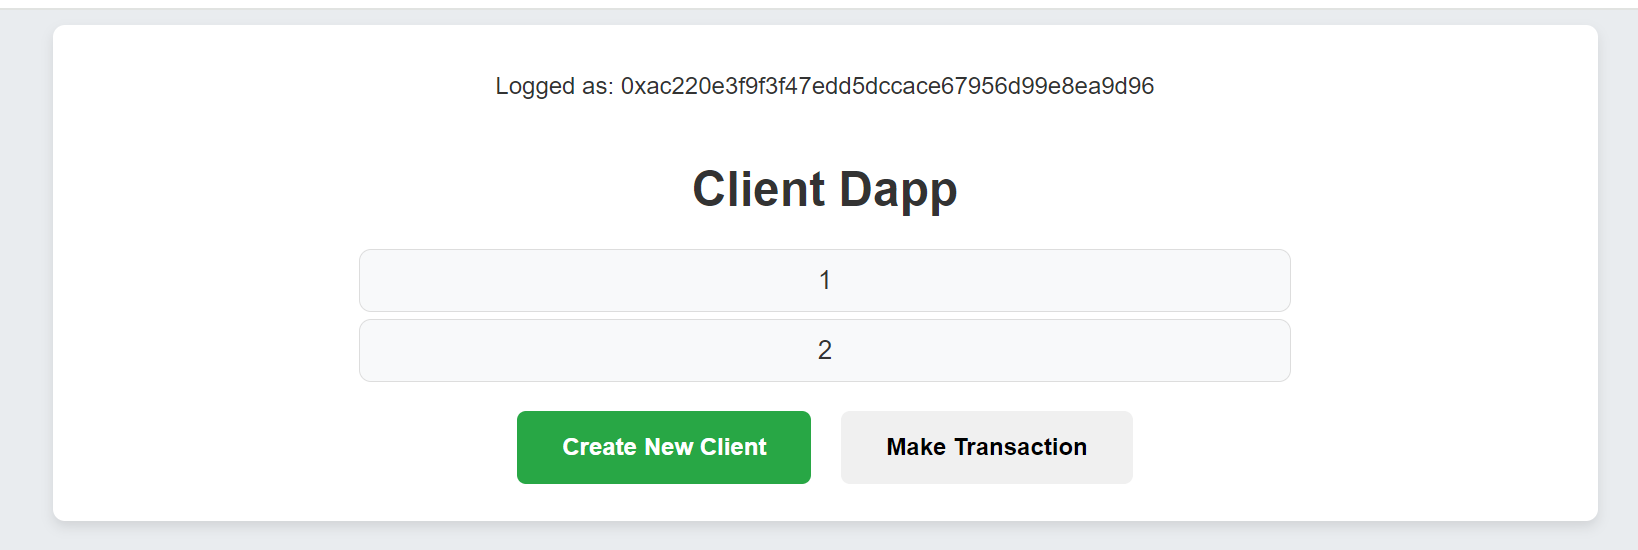 Logged as: 0xac220e3f9f3f47edd5dccace67956d99e8ea9d96
Client Dapp
1
2
Create New Client
Make Transaction